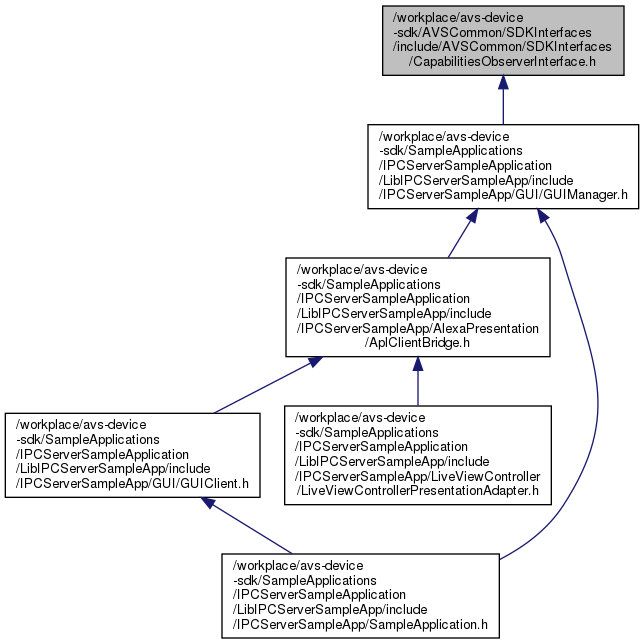 /workplace/avs-device
-sdk/AVSCommon/SDKInterfaces
/include/AVSCommon/SDKInterfaces
/CapabilitiesObserverInterface.h
/workplace/avs-device
-sdk/SampleApplications
/IPCServerSampleApplication
/LibIPCServerSampleApp/include
/IPCServerSampleApp/GUI/GUIManager.h
/workplace/avs-device
-sdk/SampleApplications
/IPCServerSampleApplication
/LibIPCServerSampleApp/include
/IPCServerSampleApp/AlexaPresentation
/AplClientBridge.h
/workplace/avs-device
-sdk/SampleApplications
/IPCServerSampleApplication
/LibIPCServerSampleApp/include
/IPCServerSampleApp/GUI/GUIClient.h
/workplace/avs-device
-sdk/SampleApplications
/IPCServerSampleApplication
/LibIPCServerSampleApp/include
/IPCServerSampleApp/LiveViewController
/LiveViewControllerPresentationAdapter.h
/workplace/avs-device
-sdk/SampleApplications
/IPCServerSampleApplication
/LibIPCServerSampleApp/include
/IPCServerSampleApp/SampleApplication.h